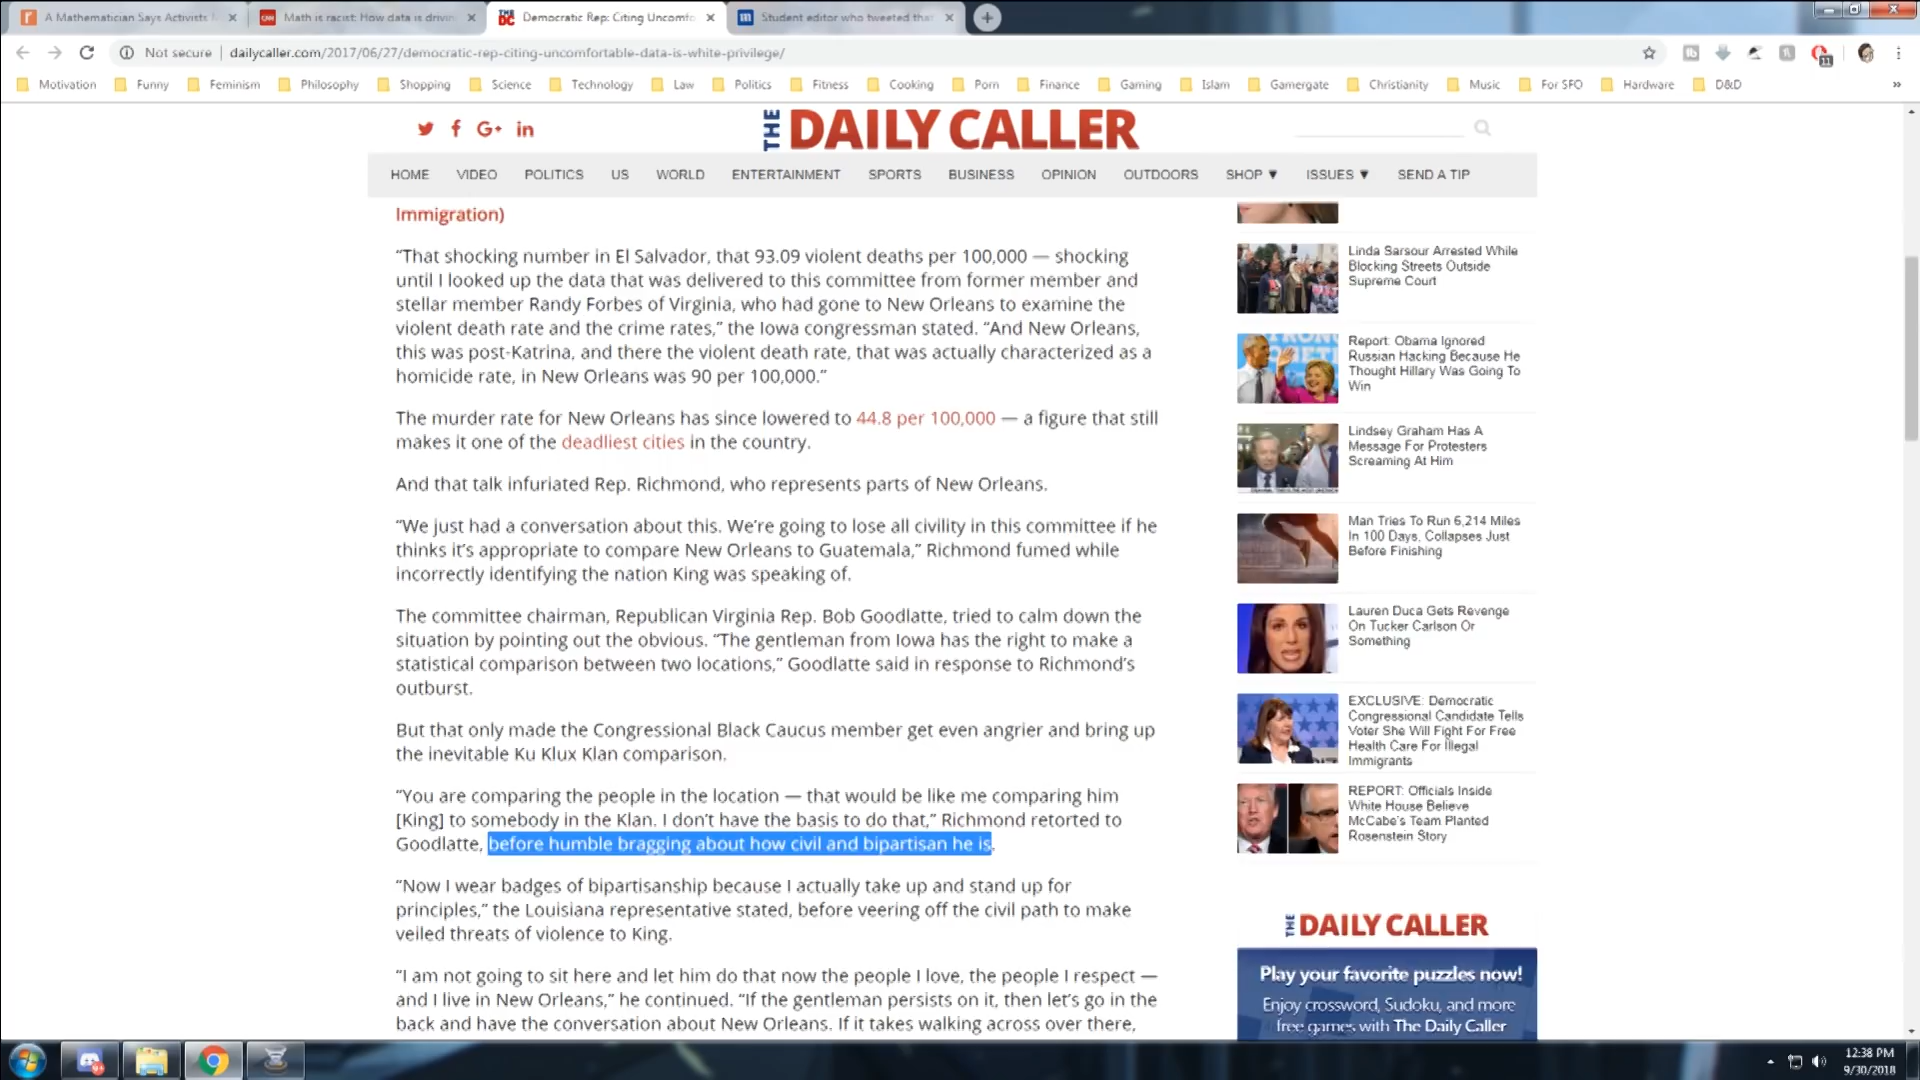 A Mathematician Says Activists M
Math is racist: How data is drivin
Democratic Rep: Citing Uncomfo
Student editor who tweeted that
Not secure | dailycaller.com/2017/06/27/democratic-rep-citing-uncomfortable-data-is-white-privilege/
11
Motivation Funny Feminism Philosophy Shopping Science Technology Law Politics Fitness Cooking Porn Finance Gaming Islam Gamergate Christianity Music For SFO Hardware D&D »
THE DAILY CALLER
HOME VIDEO POLITICS US WORLD ENTERTAINMENT SPORTS BUSINESS OPINION OUTDOORS SHOP ▼ ISSUES ▼ SEND A TIP
Immigration)
“That shocking number in El Salvador, that 93.09 violent deaths per 100,000 — shocking
until I looked up the data that was delivered to this committee from former member and
stellar member Randy Forbes of Virginia, who had gone to New Orleans to examine the
violent death rate and the crime rates,” the Iowa congressman stated. “And New Orleans,
this was post-Katrina, and there the violent death rate, that was actually characterized as a
homicide rate, in New Orleans was 90 per 100,000.”
The murder rate for New Orleans has since lowered to 44.8 per 100,000 — a figure that still
makes it one of the deadliest cities in the country.
And that talk infuriated Rep. Richmond, who represents parts of New Orleans.
“We just had a conversation about this. We’re going to lose all civility in this committee if he
thinks it’s appropriate to compare New Orleans to Guatemala,” Richmond fumed while
incorrectly identifying the nation King was speaking of.
The committee chairman, Republican Virginia Rep. Bob Goodlatte, tried to calm down the
situation by pointing out the obvious. “The gentleman from Iowa has the right to make a
statistical comparison between two locations,” Goodlatte said in response to Richmond’s
outburst.
But that only made the Congressional Black Caucus member get even angrier and bring up
the inevitable Ku Klux Klan comparison.
“You are comparing the people in the location — that would be like me comparing him
[King] to somebody in the Klan. I don’t have the basis to do that,” Richmond retorted to
Goodlatte, before humble bragging about how civil and bipartisan he is.
“Now I wear badges of bipartisanship because I actually take up and stand up for
principles,” the Louisiana representative stated, before veering off the civil path to make
veiled threats of violence to King.
“I am not going to sit here and let him do that now the people I love, the people I respect —
and I live in New Orleans,” he continued. “If the gentleman persists on it, then let’s go in the
back and have the conversation about New Orleans. If it takes walking across over there,
Linda Sarsour Arrested While
Blocking Streets Outside
Supreme Court
Report: Obama Ignored
Russian Hacking Because He
Thought Hillary Was Going To
Win
Lindsey Graham Has A
Message For Protesters
Screaming At Him
Man Tries To Run 6,214 Miles
In 100 Days, Collapses Just
Before Finishing
Lauren Duca Gets Revenge
On Tucker Carlson Or
Something
EXCLUSIVE: Democratic
Congressional Candidate Tells
Voter She Will Fight For Free
Health Care For Illegal
Immigrants
REPORT: Officials Inside
White House Believe
McCabe's Team Planted
Rosenstein Story
THE DAILY CALLER
Play your favorite puzzles now!
Enjoy crossword, Sudoku, and more
free games with The Daily Caller
12:38 PM
9/30/2018